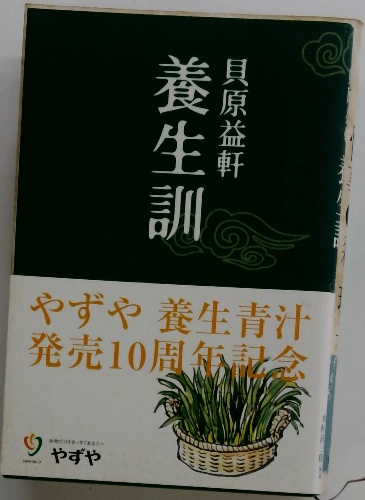 貝原益軒
養生訓
やずや 養生青汁
発売10周年記念
やずや